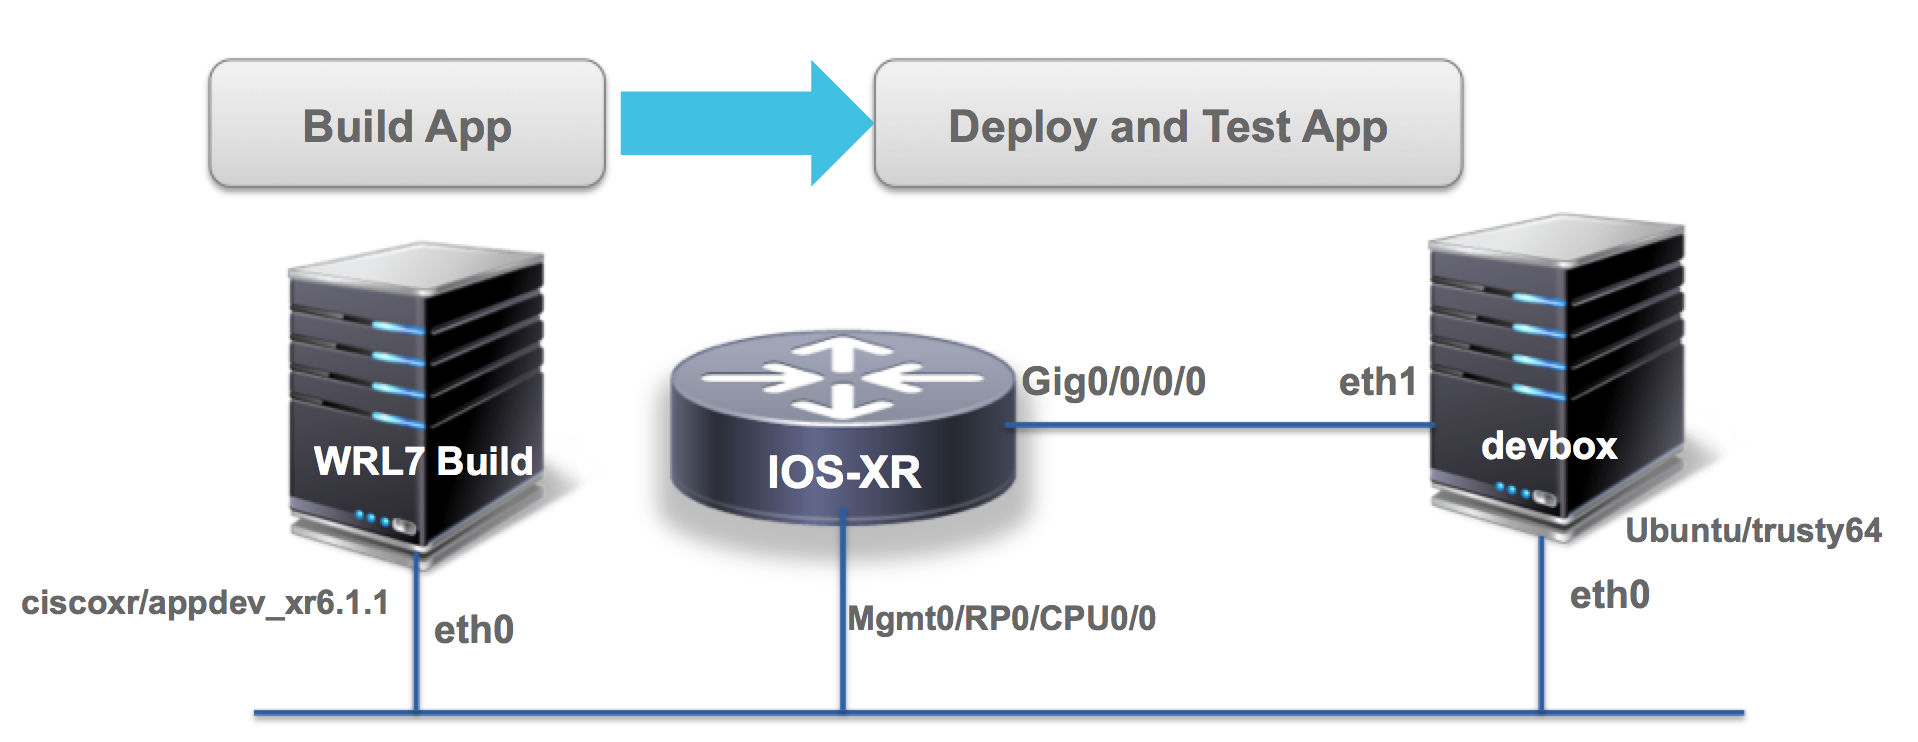 Build App
Deploy and Test App
Gig0/0/0/0
eth1
WRL7 Build
IOS-XR
devbox
Ubuntu/trusty64
ciscoxr/appdev_xr6.1.1
eth0
Mgmt0/RP0/CPU0/0
eth0